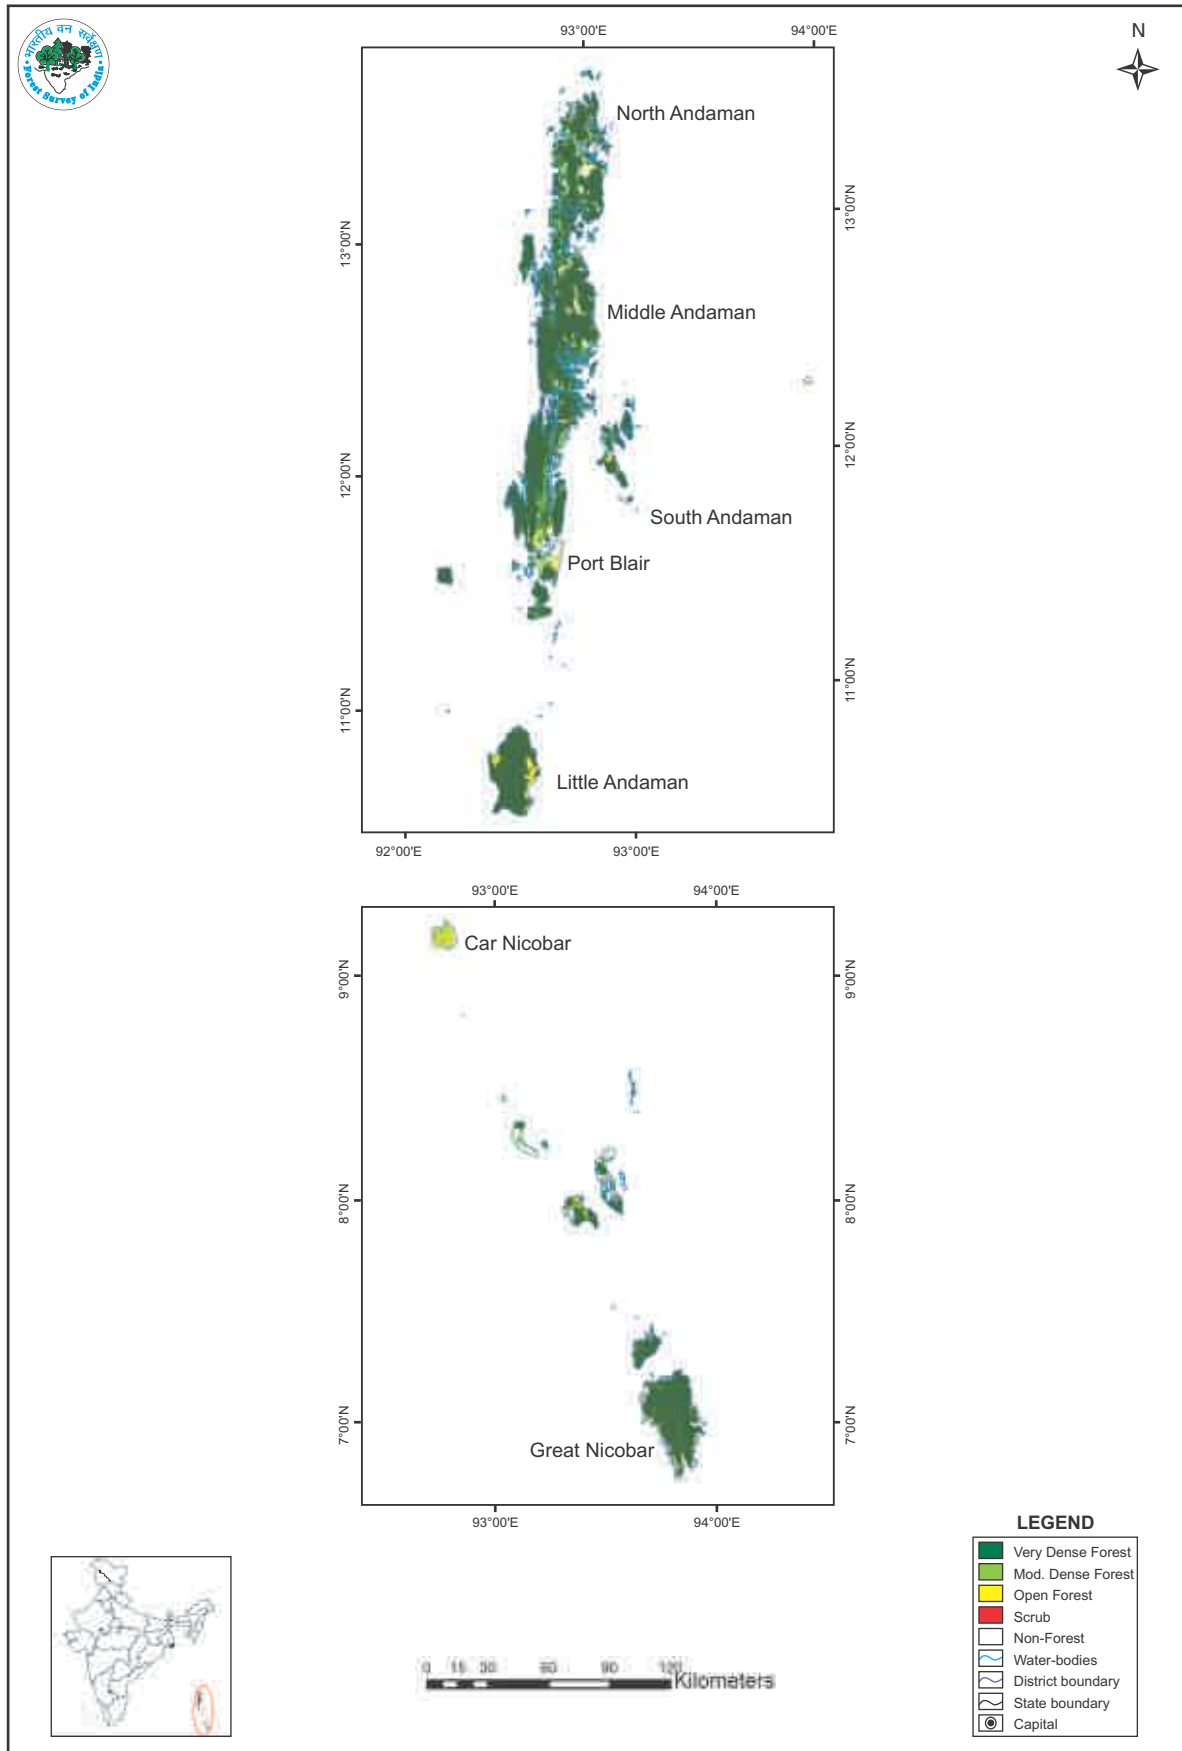 भारतीय वन सर्वेक्षण
Forest Survey of India
N
93°00'E
94°00'E
North Andaman
13°00'N
13°00'N
Middle Andaman
12°00'N
12°00'N
South Andaman
Port Blair
11°00'N
11°00'N
Little Andaman
92°00'E
93°00'E
93°00'E
94°00'E
Car Nicobar
9°00'N
9°00'N
8°00'N
8°00'N
7°00'N
7°00'N
Great Nicobar
93°00'E
94°00'E
LEGEND
Very Dense Forest
Mod. Dense Forest
Open Forest
Scrub
Non-Forest
Water-bodies
District boundary
State boundary
Capital
0 15 30 60 90 120
Kilometers